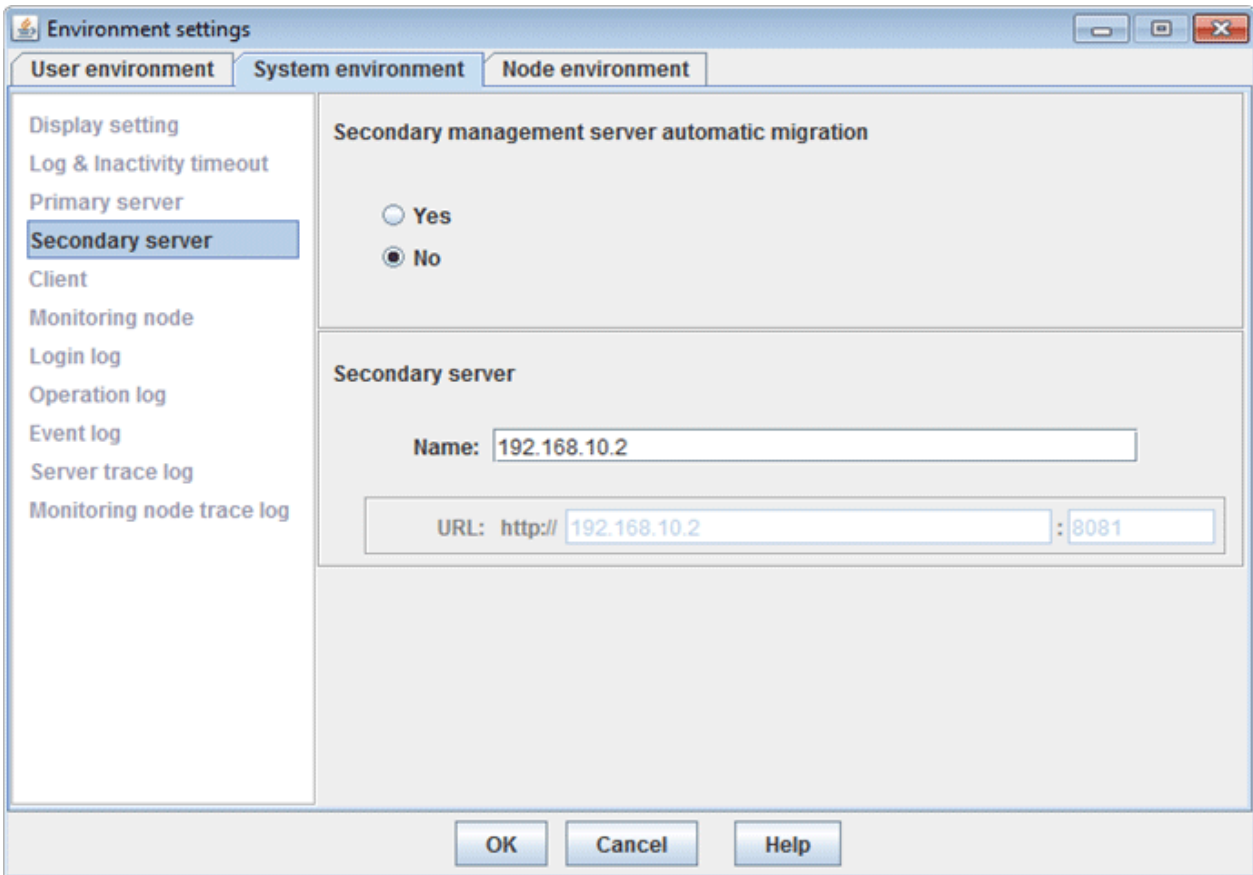 Environment settings
User environment System environment Node environment
Display setting
Log & Inactivity timeout
Primary server
Secondary server
Client
Monitoring node
Login log
Operation log
Event log
Server trace log
Monitoring node trace log
Secondary management server automatic migration
Yes
No
Secondary server
Name: 192.168.10.2
URL: http:// 192.168.10.2 : 8081
OK Cancel Help